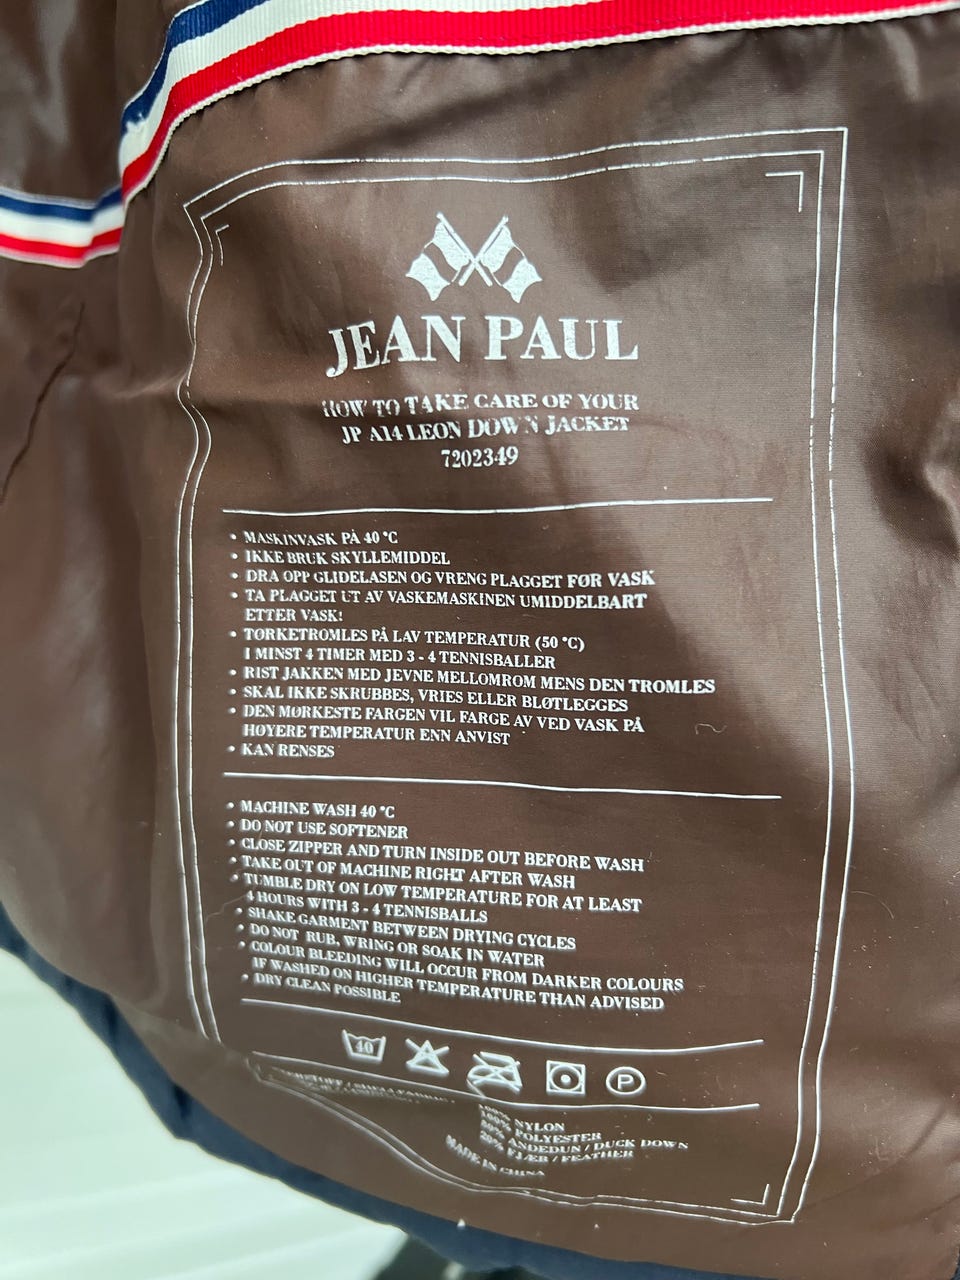 JEAN PAUL
HOW TO TAKE CARE OF YOUR
JP A14 LEON DOWN JACKET
7202349
• MASKINVASK PÅ 40 °C
• IKKE BRUK SKYLLEMIDDEL
• DRA OPP GLIDELASEN OG VRENG PLAGGET FØR VASK
• TA PLAGGET UT AV VASKEMASKINEN UMIDDELBART
ETTER VASK!
• TØRKETROMLES PÅ LAV TEMPERATUR (50 °C)
I MINST 4 TIMER MED 3 - 4 TENNISBALLER
• RIST JAKKEN MED JEVNE MELLOMROM MENS DEN TROMLES
• SKAL IKKE SKRUBBES, VRIES ELLER BLØTLEGGES
• DEN MØRKESTE FARGEN VIL FARGE AV VED VASK PÅ
HØYERE TEMPERATUR ENN ANVIST
• KAN RENSES
• MACHINE WASH 40 °C
• DO NOT USE SOFTENER
• CLOSE ZIPPER AND TURN INSIDE OUT BEFORE WASH
• TAKE OUT OF MACHINE RIGHT AFTER WASH
• TUMBLE DRY ON LOW TEMPERATURE FOR AT LEAST
4 HOURS WITH 3 - 4 TENNISBALLS
• SHAKE GARMENT BETWEEN DRYING CYCLES
• DO NOT RUB, WRING OR SOAK IN WATER
• COLOUR BLEEDING WILL OCCUR FROM DARKER COLOURS
IF WASHED ON HIGHER TEMPERATURE THAN ADVISED
• DRY CLEAN POSSIBLE
40 P
100% NYLON
100% POLYESTER
80% ANDEDUN / DUCK DOWN
20% FJÆR / FEATHER
MADE IN CHINA